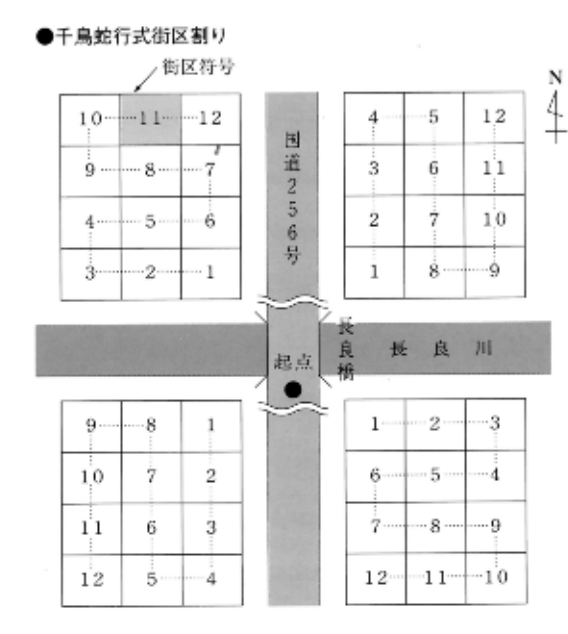 ●千鳥蛇行式街区割り
街区符号
N
10 11 12
9 8 7
4 5 6
3 2 1
国道256号
4 5 12
3 6 11
2 7 10
1 8 9
起点
長良橋
長良川
9 8 1
10 7 2
11 6 3
12 5 4
1 2 3
6 5 4
7 8 9
12 11 10